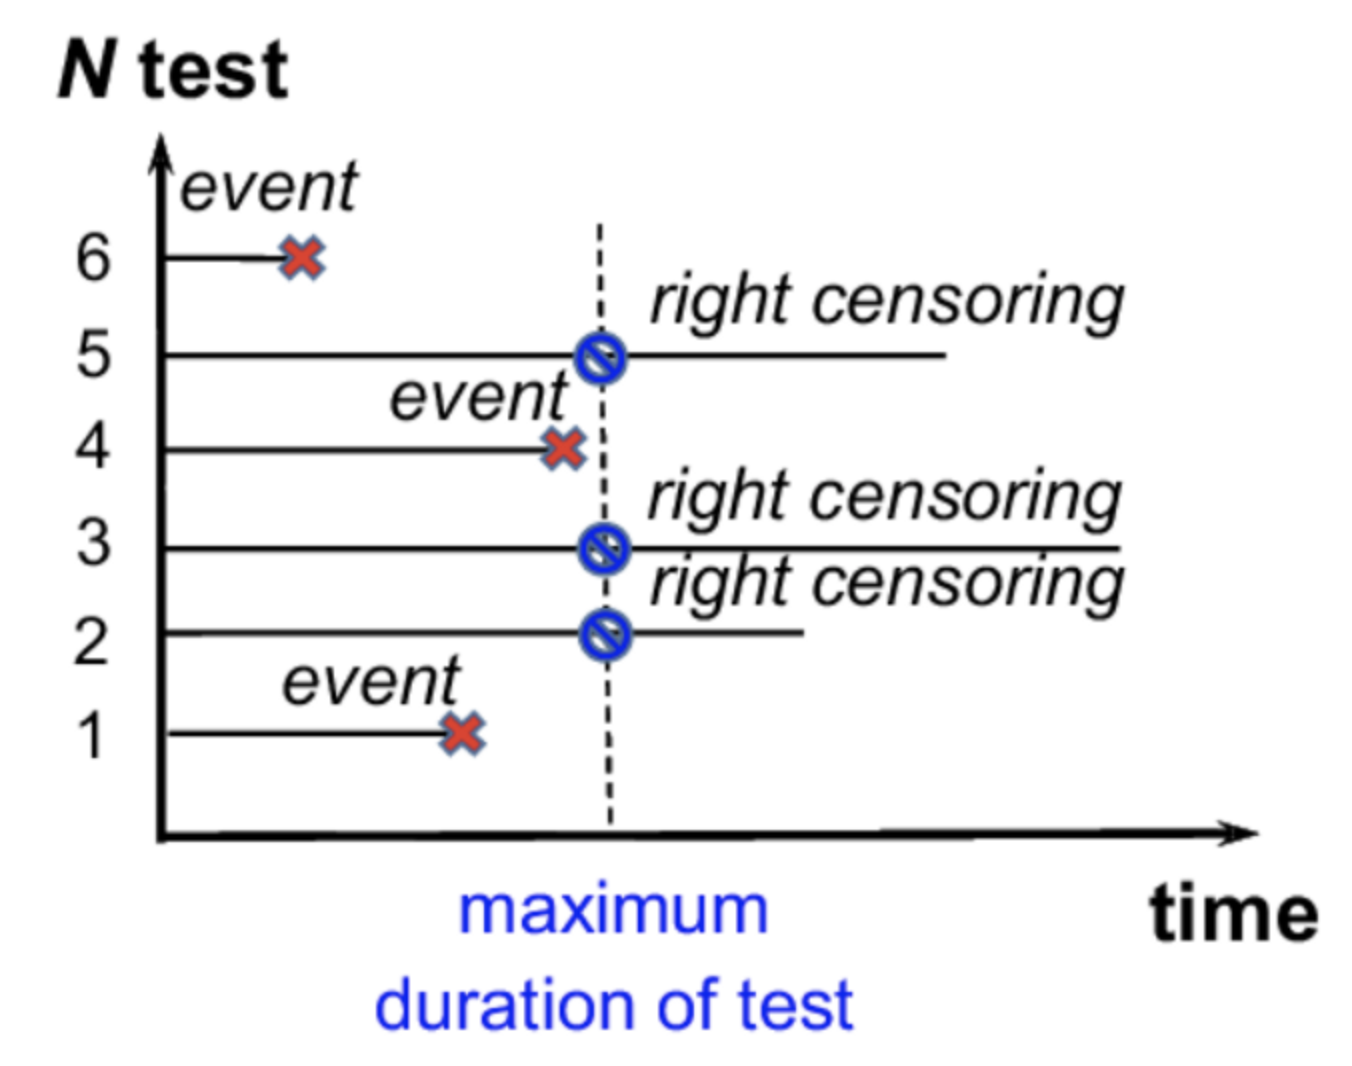 N test
event
6
right censoring
5
event
4
right censoring
3
right censoring
2
event
1
time
maximum
duration of test